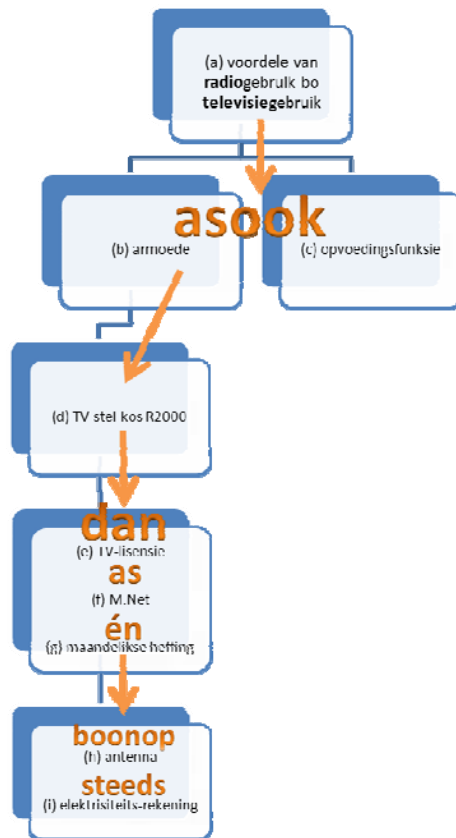 (a) voordele van
radiogebruik bo
televisiegebruik
asook
(b) armoede
(c) opvoedingsfunksie
(d) TV stel kos R2000
dan
(e) TV-lisensie
as
(f) M.Net
én
(g) maandelikse heffing
boonop
(h) antenna
steeds
(i) elektrisiteits-rekening